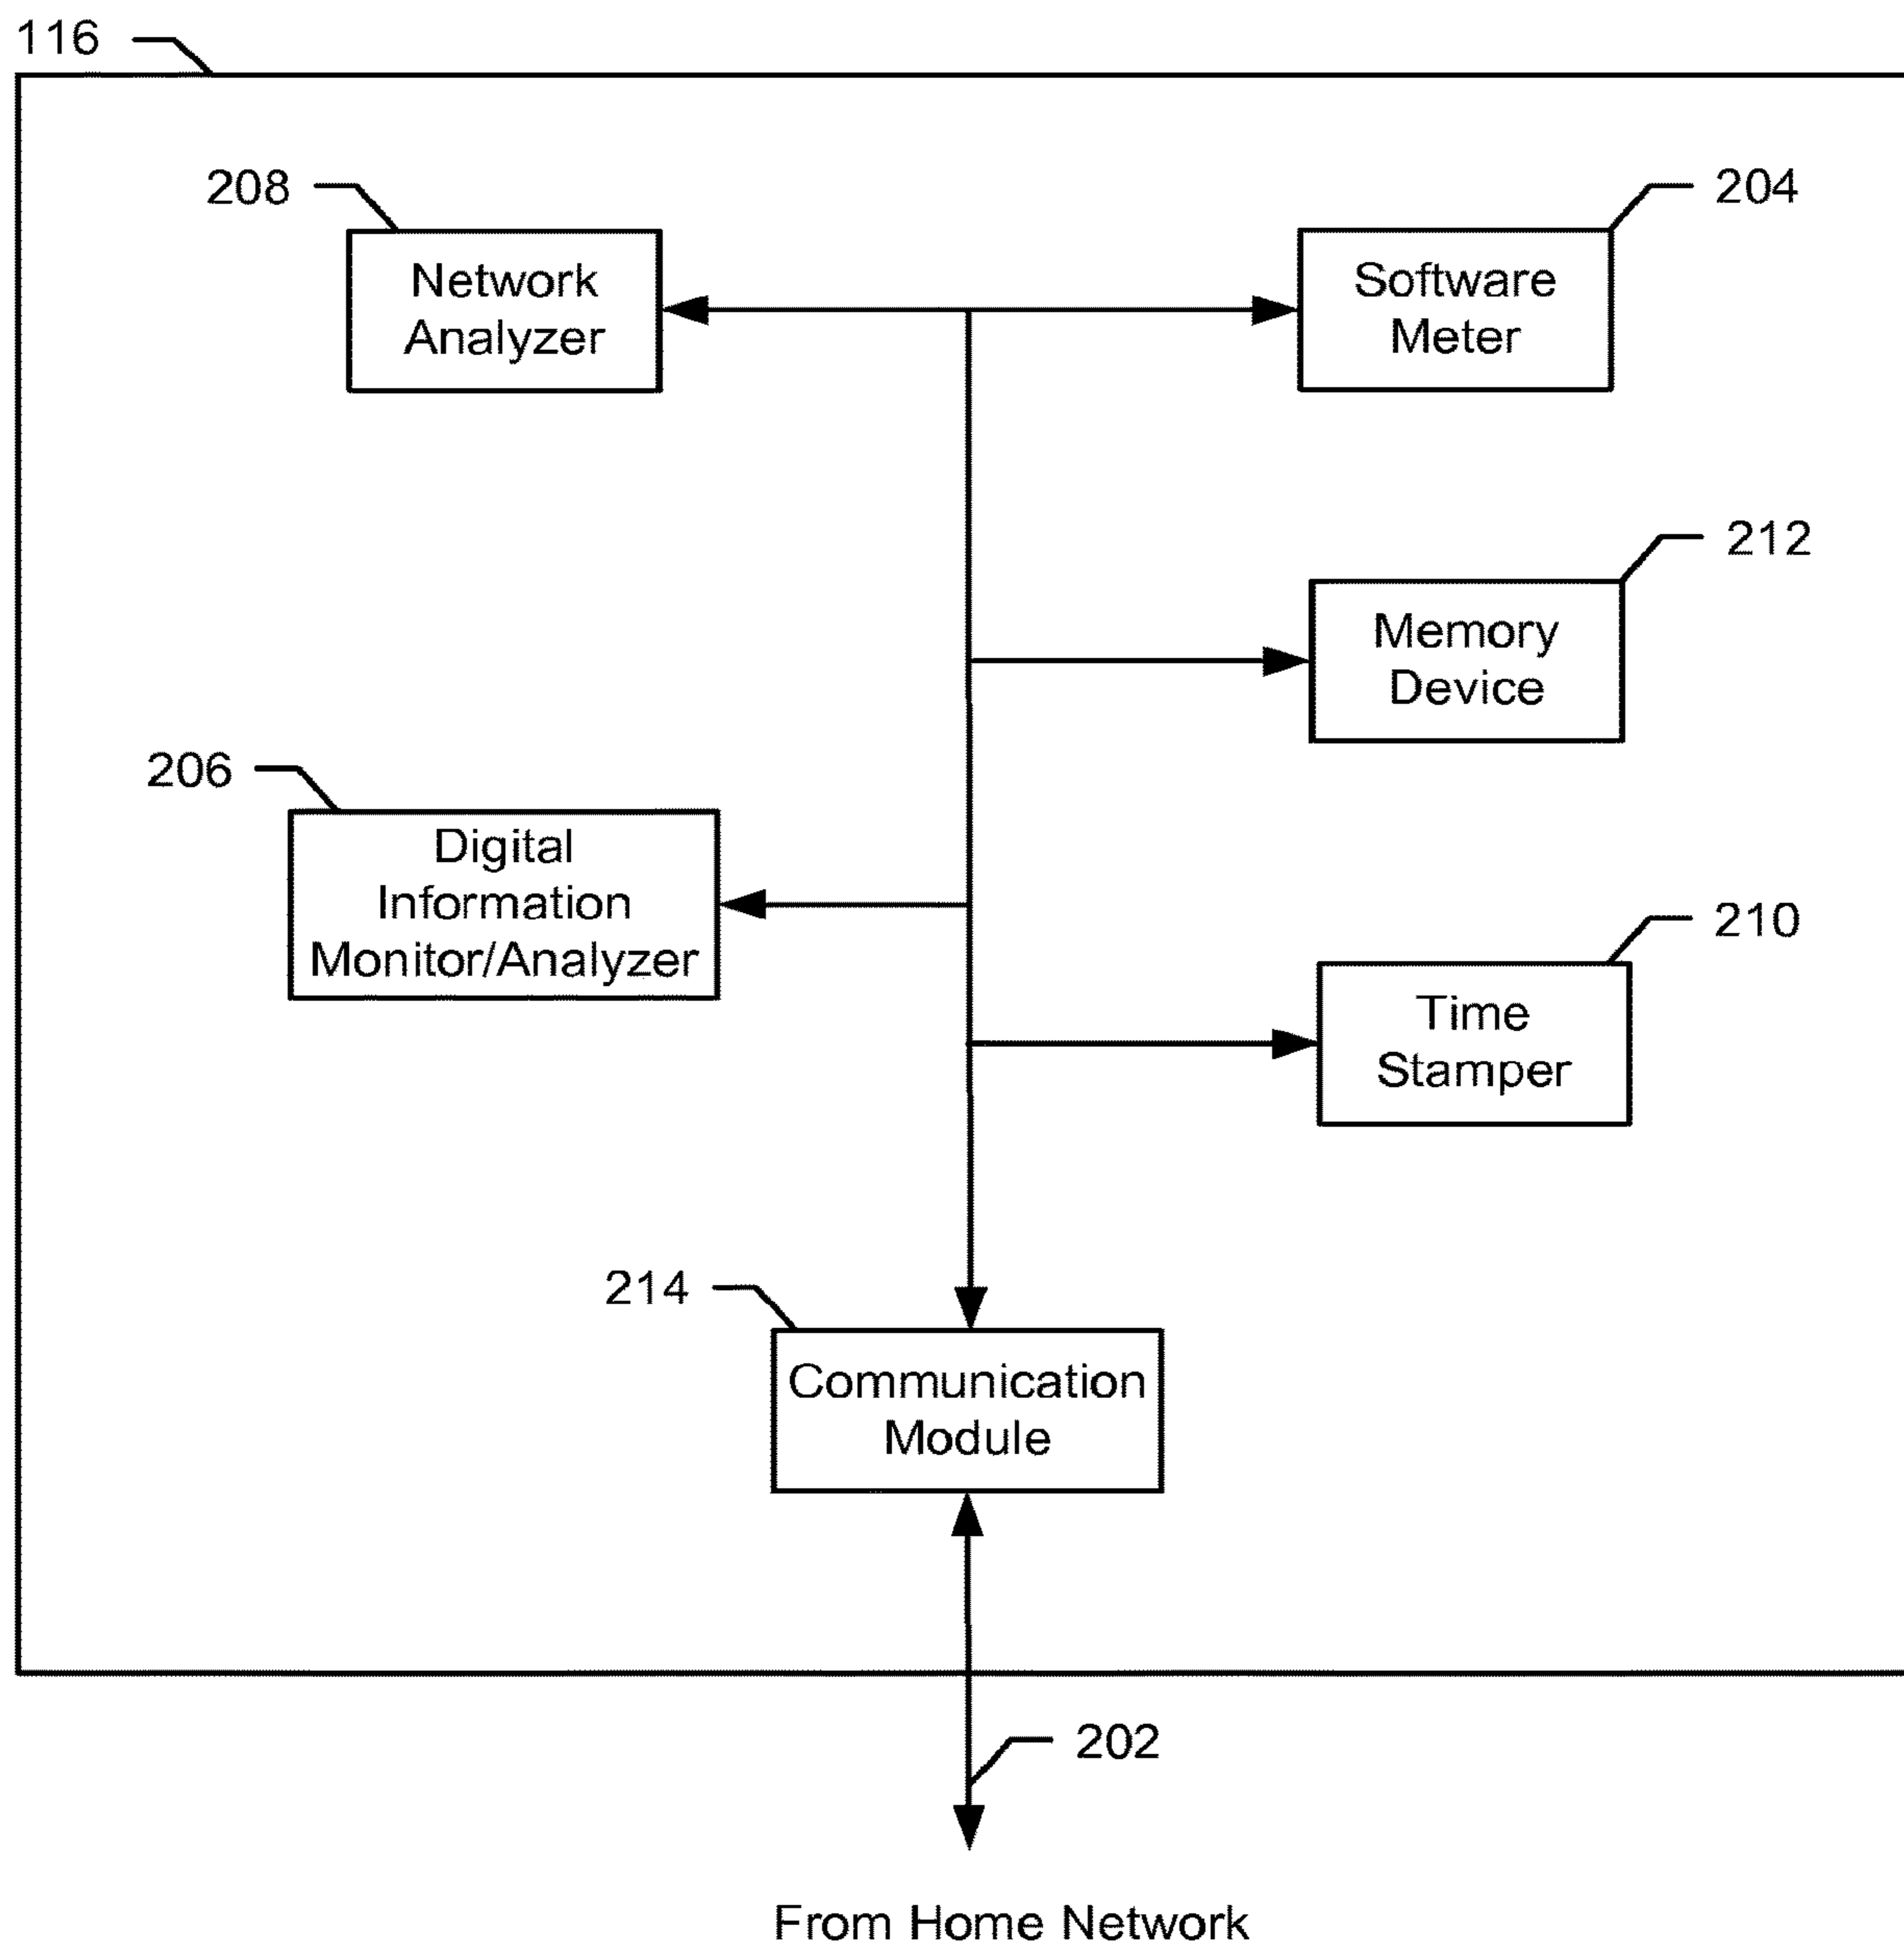 116
208
204
Network
Analyzer
Software
Meter
212
Memory
Device
206
Digital
Information
Monitor/Analyzer
210
Time
Stamper
214
Communication
Module
202
From Home Network